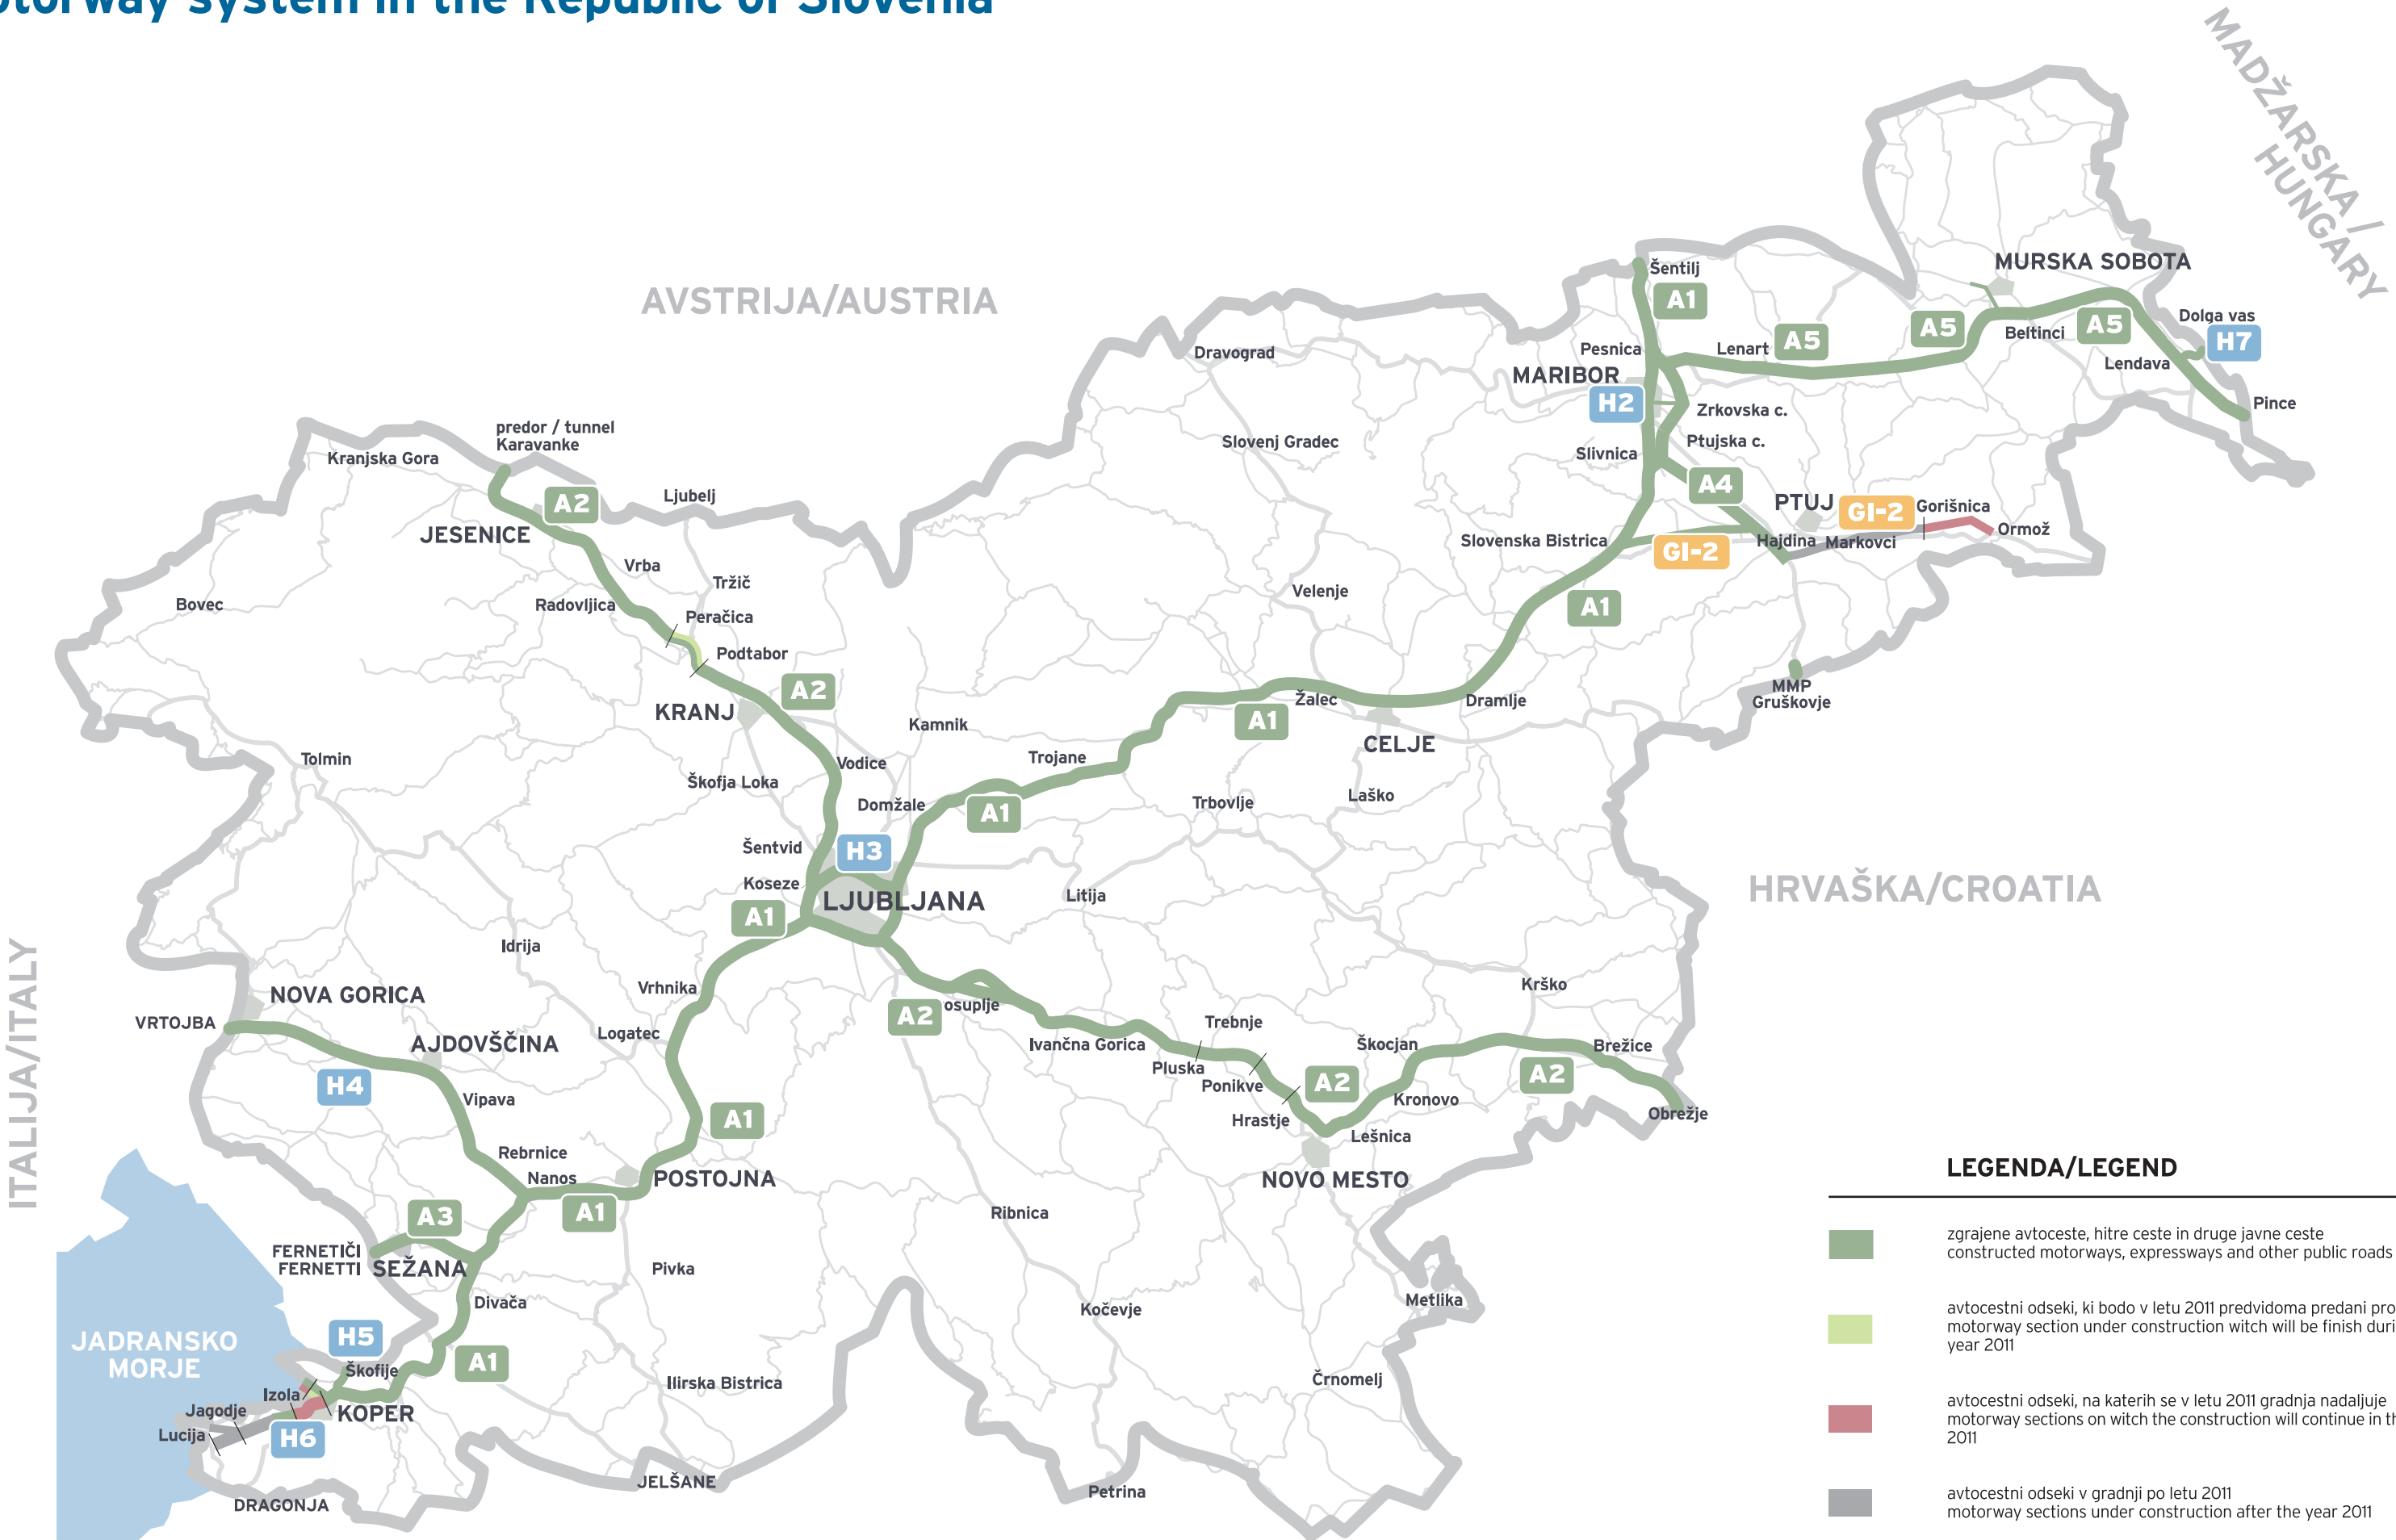 motorway system in the Republic of Slovenia
MADŽARSKA /
HUNGARY
AVSTRIJA/AUSTRIA
HRVAŠKA/CROATIA
ITALIJA/ITALY
JADRANSKO
MORJE
Šentilj
A1
MURSKA SOBOTA
Dolga vas
H7
A5
A5
A5
Beltinci
Lendava
Pince
Pesnica
Lenart
MARIBOR
H2
Zrkovska c.
Ptujska c.
Slivnica
A4
PTUJ
GI-2
Gorišnica
Ormož
Hajdina
Markovci
Slovenska Bistrica
GI-2
A1
MMP
Gruškovje
Dravograd
Slovenj Gradec
Velenje
Žalec
A1
CELJE
Dramlje
Laško
Trbovlje
Trojane
A1
predor / tunnel
Karavanke
Kranjska Gora
A2
Ljubelj
JESENICE
Vrba
Tržič
Bovec
Radovljica
Peračica
Podtabor
A2
KRANJ
Kamnik
Tolmin
Vodice
Škofja Loka
Domžale
Šentvid
H3
Koseze
LJUBLJANA
A1
Litija
Idrija
Vrhnika
NOVA GORICA
VRTOJBA
Logatec
AJDOVŠČINA
H4
Vipava
A1
Rebrnice
Nanos
POSTOJNA
A1
A2
osuplje
Ivančna Gorica
Trebnje
Pluska
Ponikve
Hrastje
A2
Škocjan
Kronovo
Lešnica
NOVO MESTO
Krško
A2
Brežice
Obrežje
A3
FERNETIČI
FERNETTI
SEŽANA
Divača
A1
H5
Škofije
Izola
KOPER
Jagodje
Lucija
H6
DRAGONJA
Pivka
Ilirska Bistrica
JELŠANE
Ribnica
Kočevje
Petrina
Metlika
Črnomelj
LEGENDA/LEGEND
zgrajene avtoceste, hitre ceste in druge javne ceste
constructed motorways, expressways and other public roads
avtocestni odseki, ki bodo v letu 2011 predvidoma predani pro
motorway section under construction witch will be finish duri
year 2011
avtocestni odseki, na katerih se v letu 2011 gradnja nadaljuje
motorway sections on witch the construction will continue in th
2011
avtocestni odseki v gradnji po letu 2011
motorway sections under construction after the year 2011